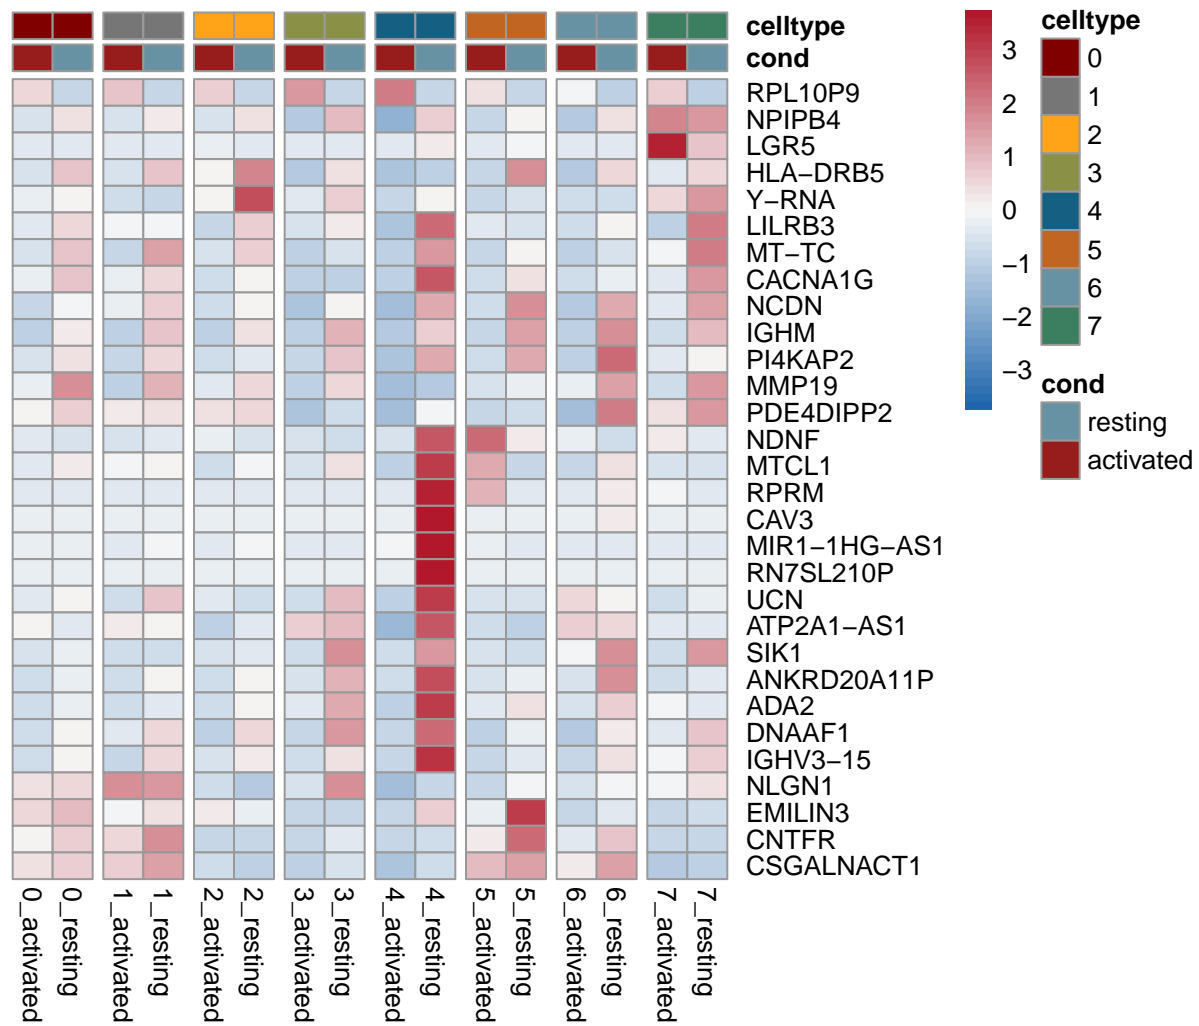 celltype
cond
RPL10P9
NPIPB4
LGR5
HLA−DRB5
Y−RNA
LILRB3
MT−TC
CACNA1G
NCDN
IGHM
PI4KAP2
MMP19
PDE4DIPP2
NDNF
MTCL1
RPRM
CAV3
MIR1−1HG−AS1
RN7SL210P
UCN
ATP2A1−AS1
SIK1
ANKRD20A11P
ADA2
DNAAF1
IGHV3−15
NLGN1
EMILIN3
CNTFR
CSGALNACT1
0_activated
0_resting
1_activated
1_resting
2_activated
2_resting
3_activated
3_resting
4_activated
4_resting
5_activated
5_resting
6_activated
6_resting
7_activated
7_resting
3
2
1
0
−1
−2
−3
celltype
0
1
2
3
4
5
6
7
cond
resting
activated